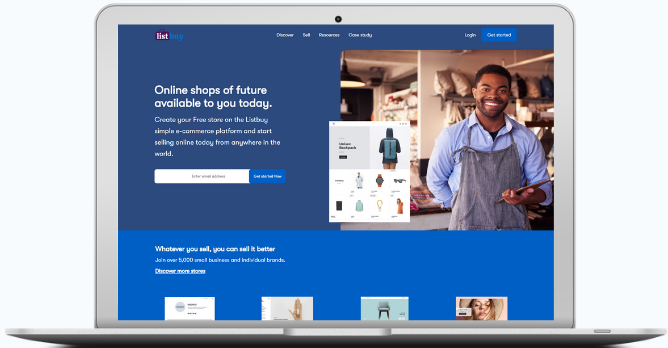 listbuy
Discover Sell Resources Case study
Login Get started
Online shops of future
available to you today.
Create your Free store on the Listbuy
simple e-commerce platform and start
selling online today from anywhere in the
world.
Enter email address
Get started Free
Unisex
Backpack
Whatever you sell, you can sell it better
Join over 5,000 small business and individual brands.
Discover more stores